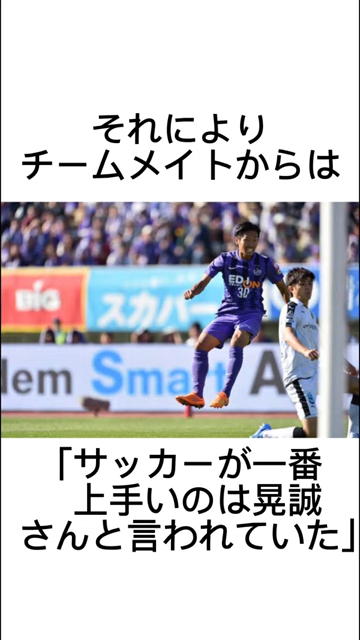 それにより
チームメイトからは
BIG
スカパ
EDION
30
dem Smart A
「サッカーが一番
上手いのは晃誠
さんと言われていた」